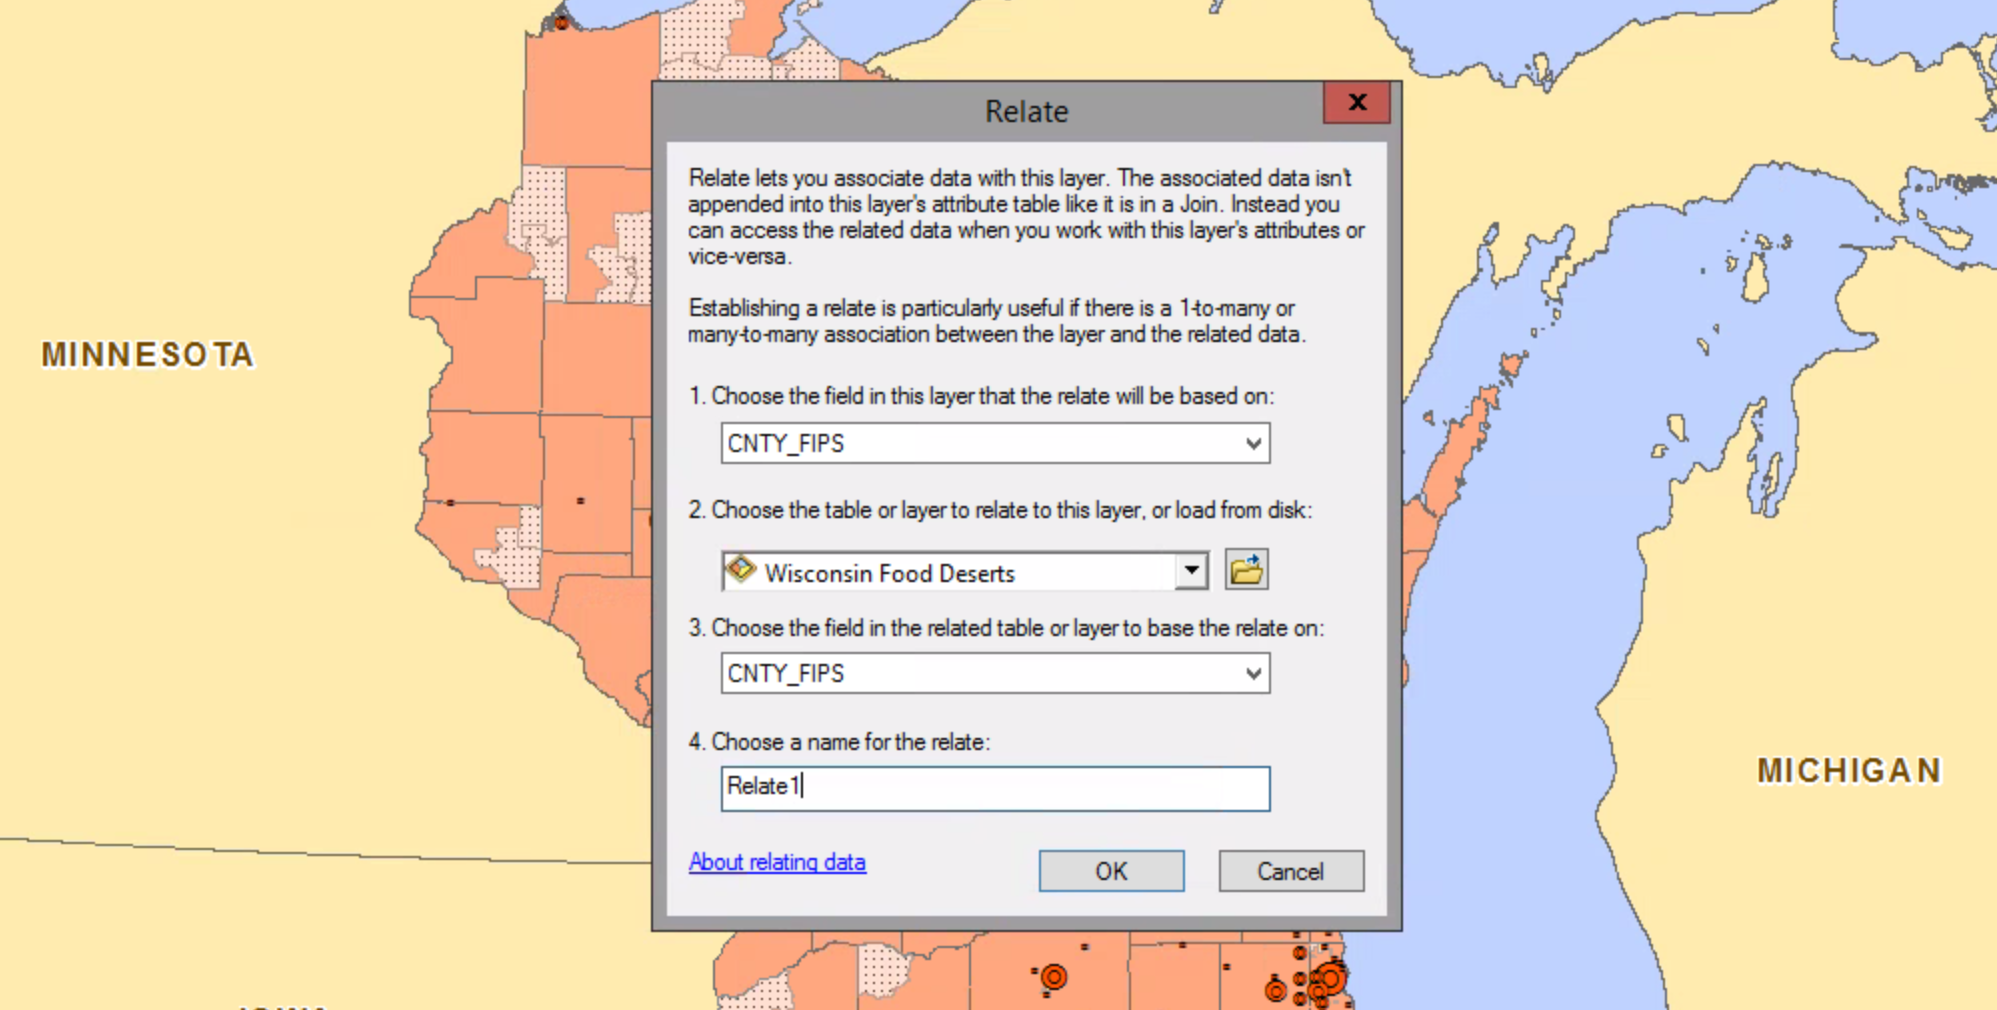 Relate
x
Relate lets you associate data with this layer. The associated data isn't
appended into this layer's attribute table like it is in a Join. Instead you
can access the related data when you work with this layer's attributes or
vice-versa.
Establishing a relate is particularly useful if there is a 1-to-many or
many-to-many association between the layer and the related data.
MINNESOTA
1. Choose the field in this layer that the relate will be based on:
CNTY_FIPS
2. Choose the table or layer to relate to this layer, or load from disk:
Wisconsin Food Deserts
3. Choose the field in the related table or layer to base the relate on:
CNTY_FIPS
4. Choose a name for the relate:
Relate1
MICHIGAN
About relating data
OK
Cancel
IOWA